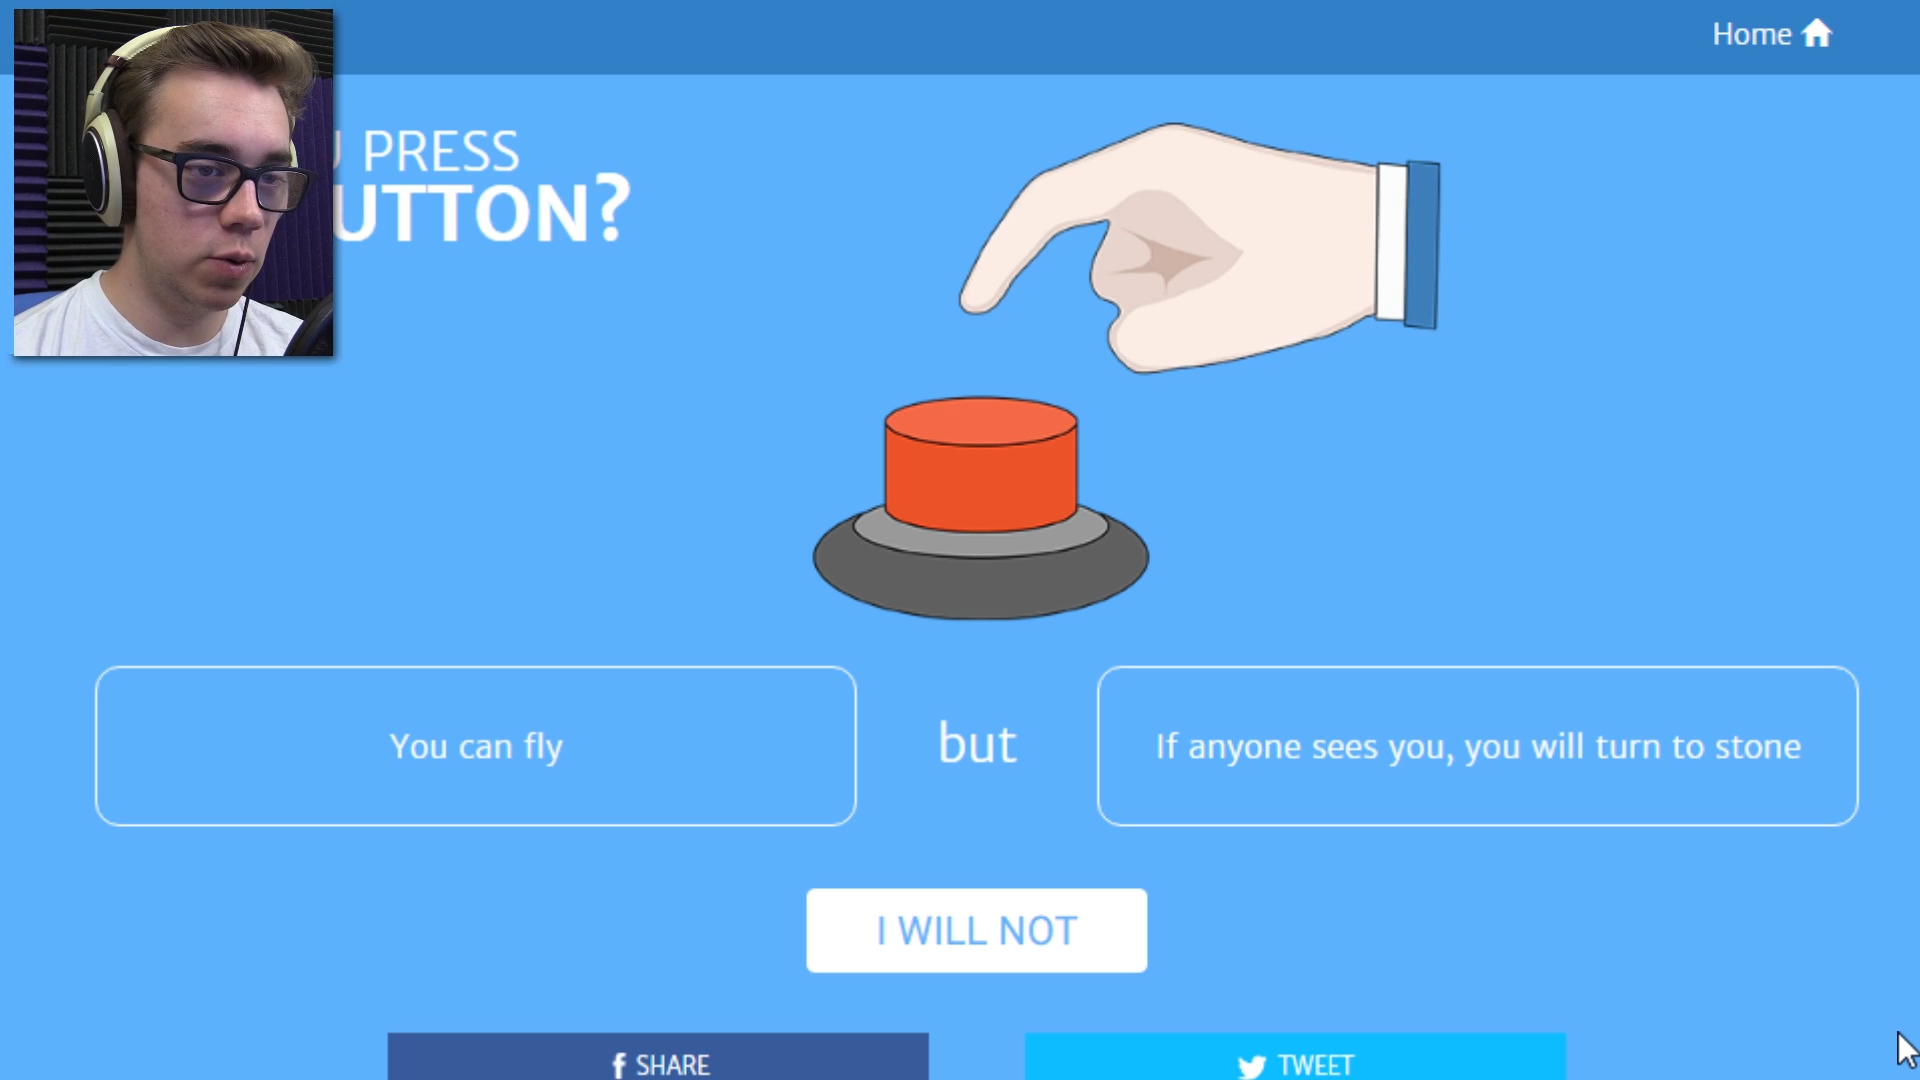 Home
PRESS
UTTON?
You can fly
but
If anyone sees you, you will turn to stone
I WILL NOT
SHARE
TWEET